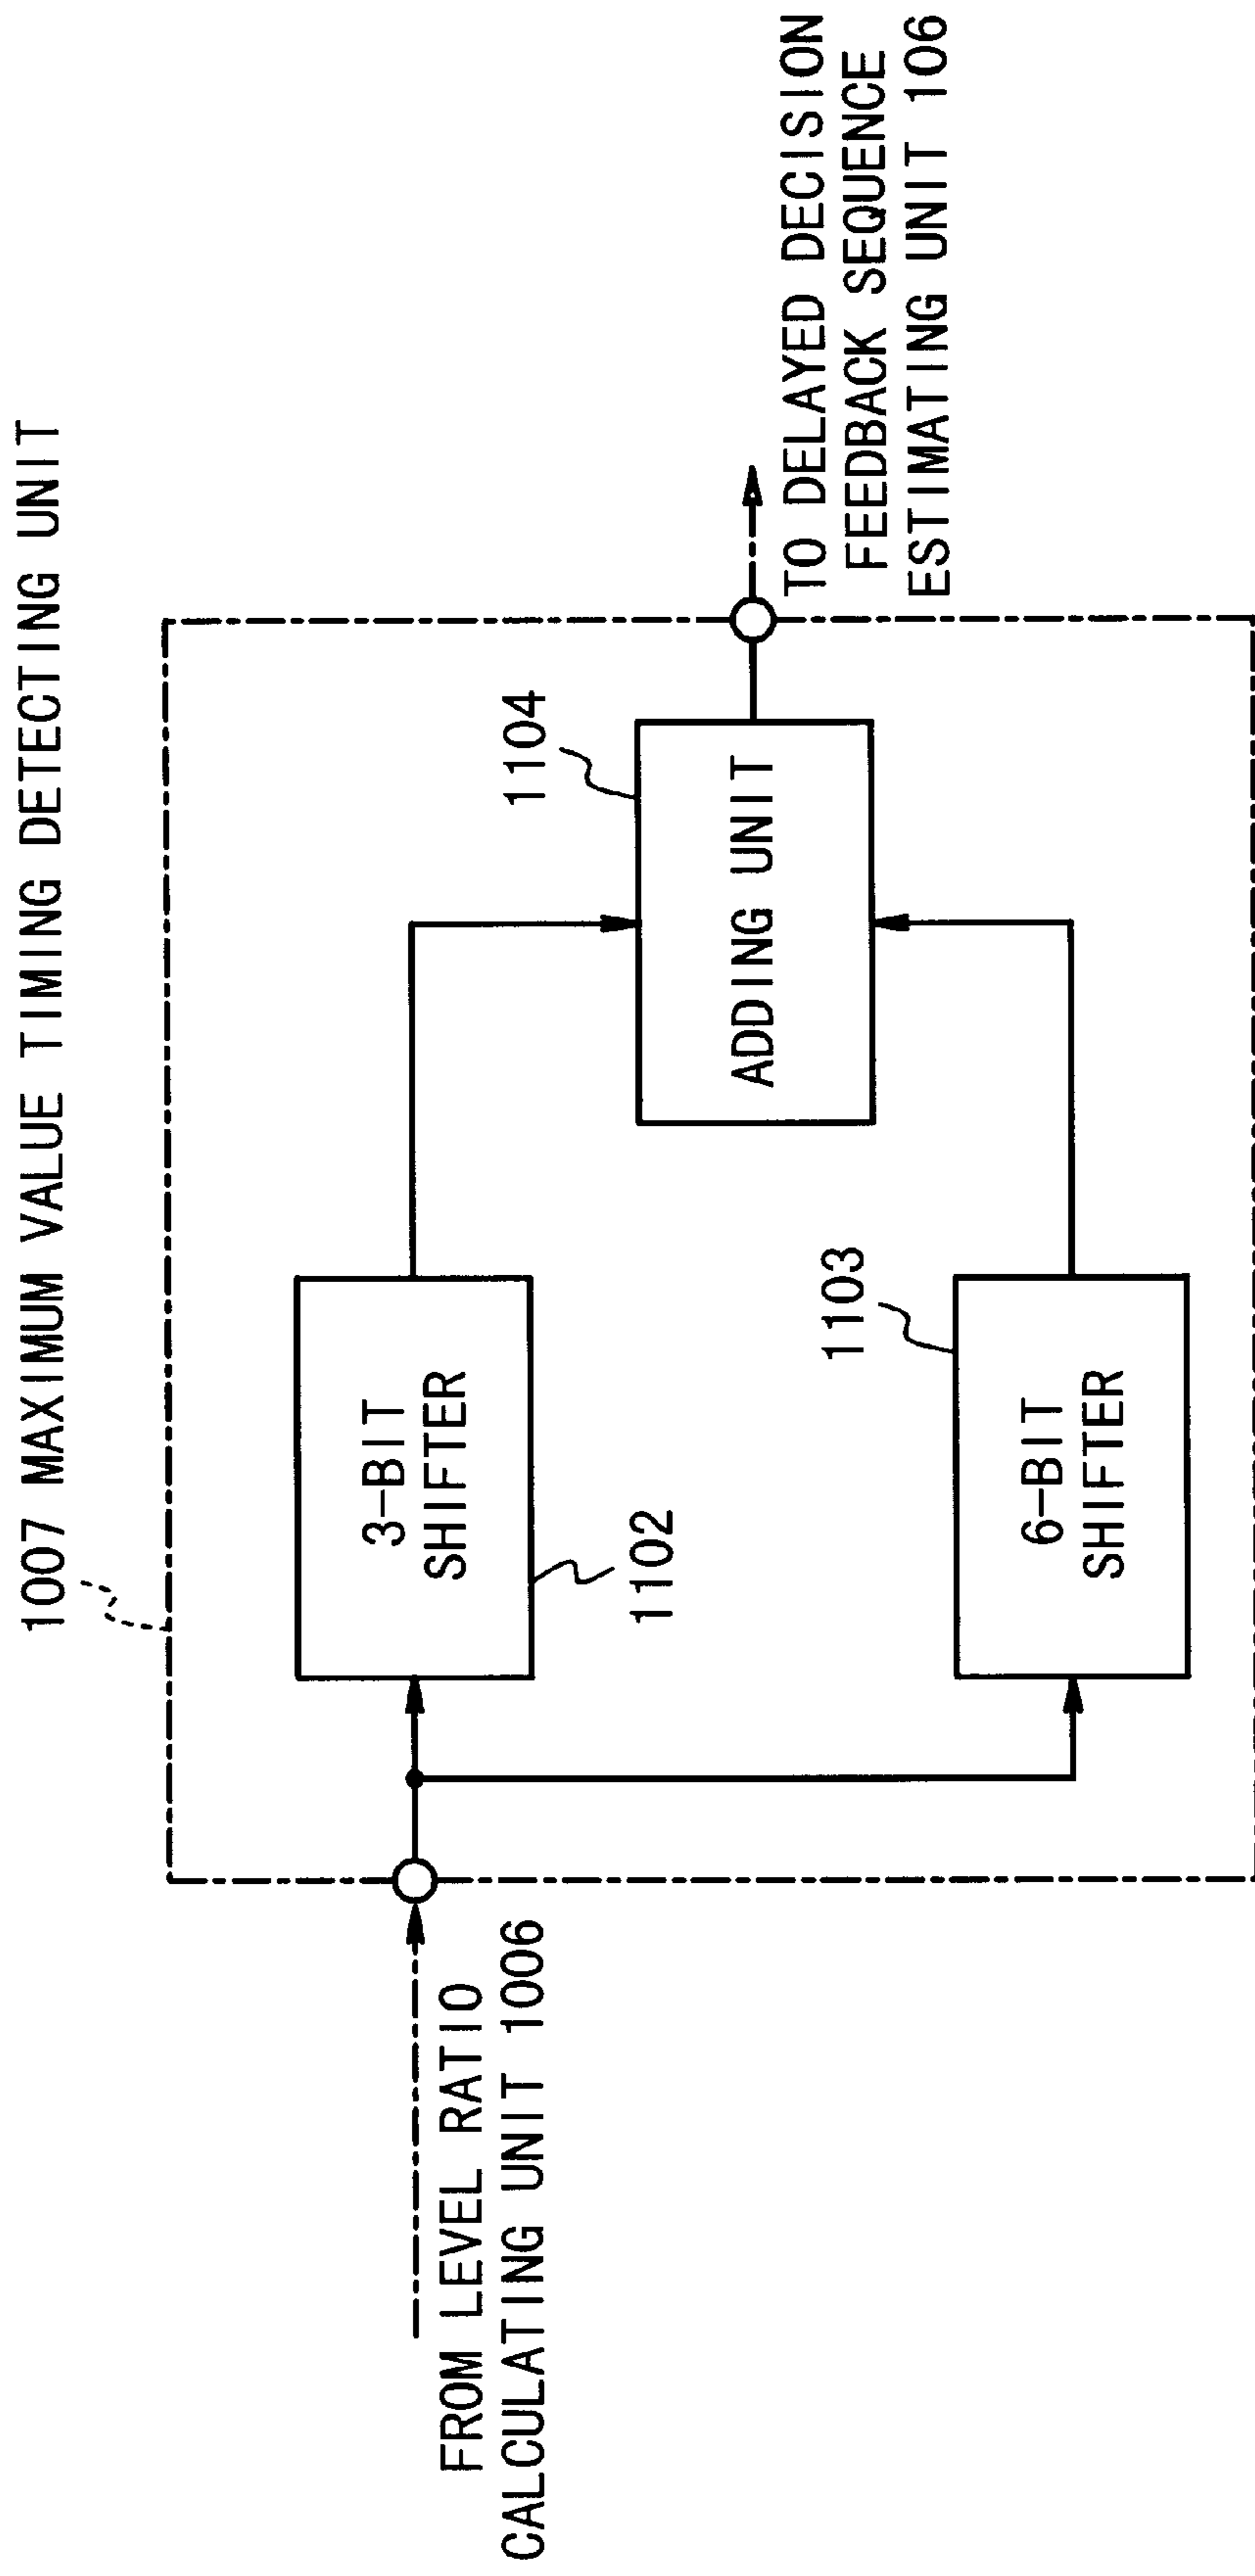 1007 MAXIMUM VALUE TIMING DETECTING UNIT
FROM LEVEL RATIO
CALCULATING UNIT 1006
3-BIT
SHIFTER
1102
6-BIT
SHIFTER
1103
ADDING UNIT
1104
TO DELAYED DECISION
FEEDBACK SEQUENCE
ESTIMATING UNIT 106